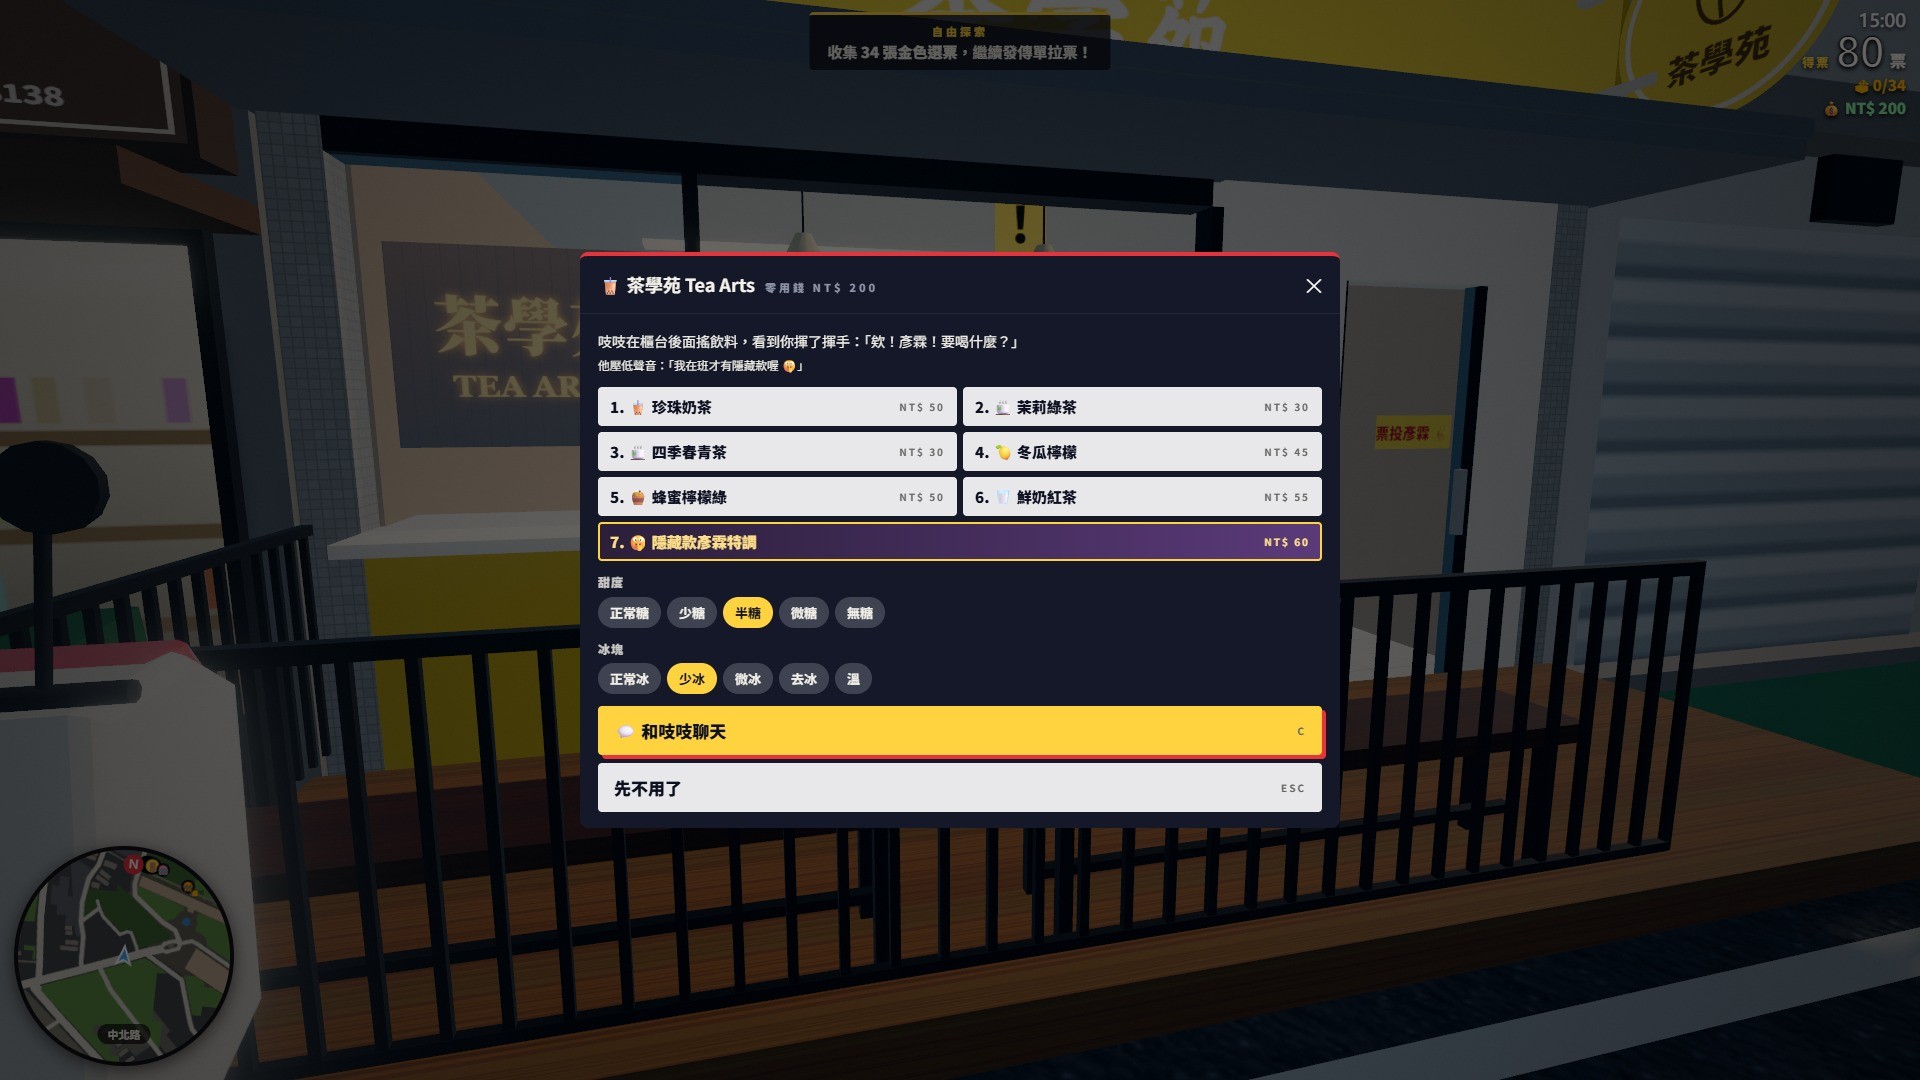 自由探索
收集 34 張金色選票，繼續發傳單拉票！
15:00
得票 80 票
0/34
NT$ 200
138
茶學苑
茶學
TEA AR
!
票投彥霖
茶學苑 Tea Arts 零用錢 NT$ 200
吱吱在櫃台後面搖飲料，看到你揮了揮手：「欸！彥霖！要喝什麼？」
他壓低聲音：「我在班才有隱藏款喔 🤫」
1. 🧋 珍珠奶茶 NT$ 50
2. 🍵 茉莉綠茶 NT$ 30
3. 🍵 四季春青茶 NT$ 30
4. 🍋 冬瓜檸檬 NT$ 45
5. 🍯 蜂蜜檸檬綠 NT$ 50
6. 🥛 鮮奶紅茶 NT$ 55
7. 🤫 隱藏款彥霖特調 NT$ 60
甜度
正常糖 少糖 半糖 微糖 無糖
冰塊
正常冰 少冰 微冰 去冰 溫
💬 和吱吱聊天 C
先不用了 ESC
N
中北路